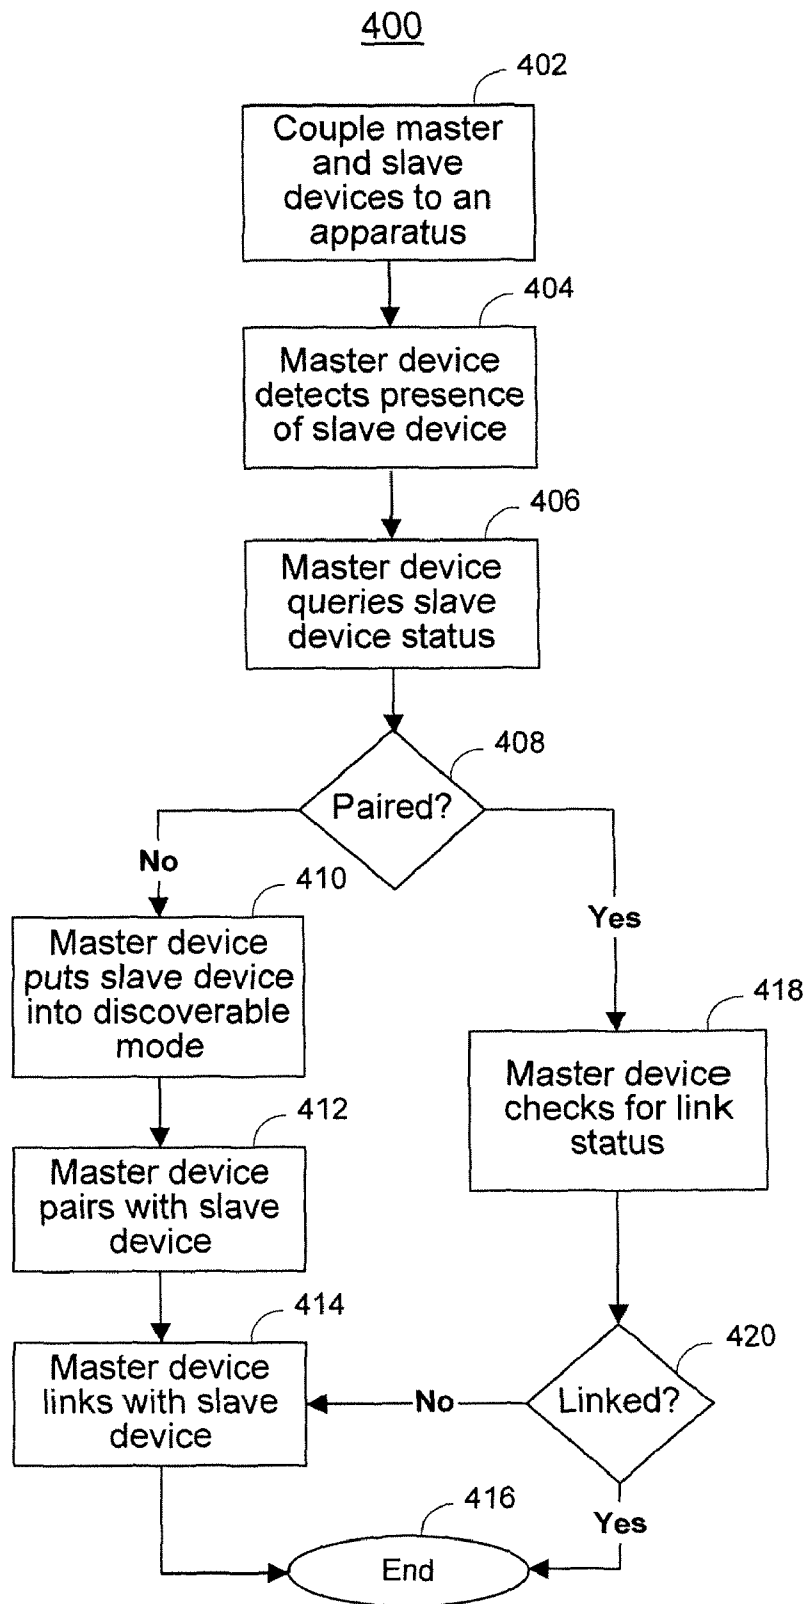 400
402
Couple master
and slave
devices to an
apparatus
404
Master device
detects presence
of slave device
406
Master device
queries slave
device status
408
Paired?
No
Yes
410
Master device
puts slave device
into discoverable
mode
418
Master device
checks for link
status
412
Master device
pairs with slave
device
414
Master device
links with slave
device
420
Linked?
No
Yes
416
End